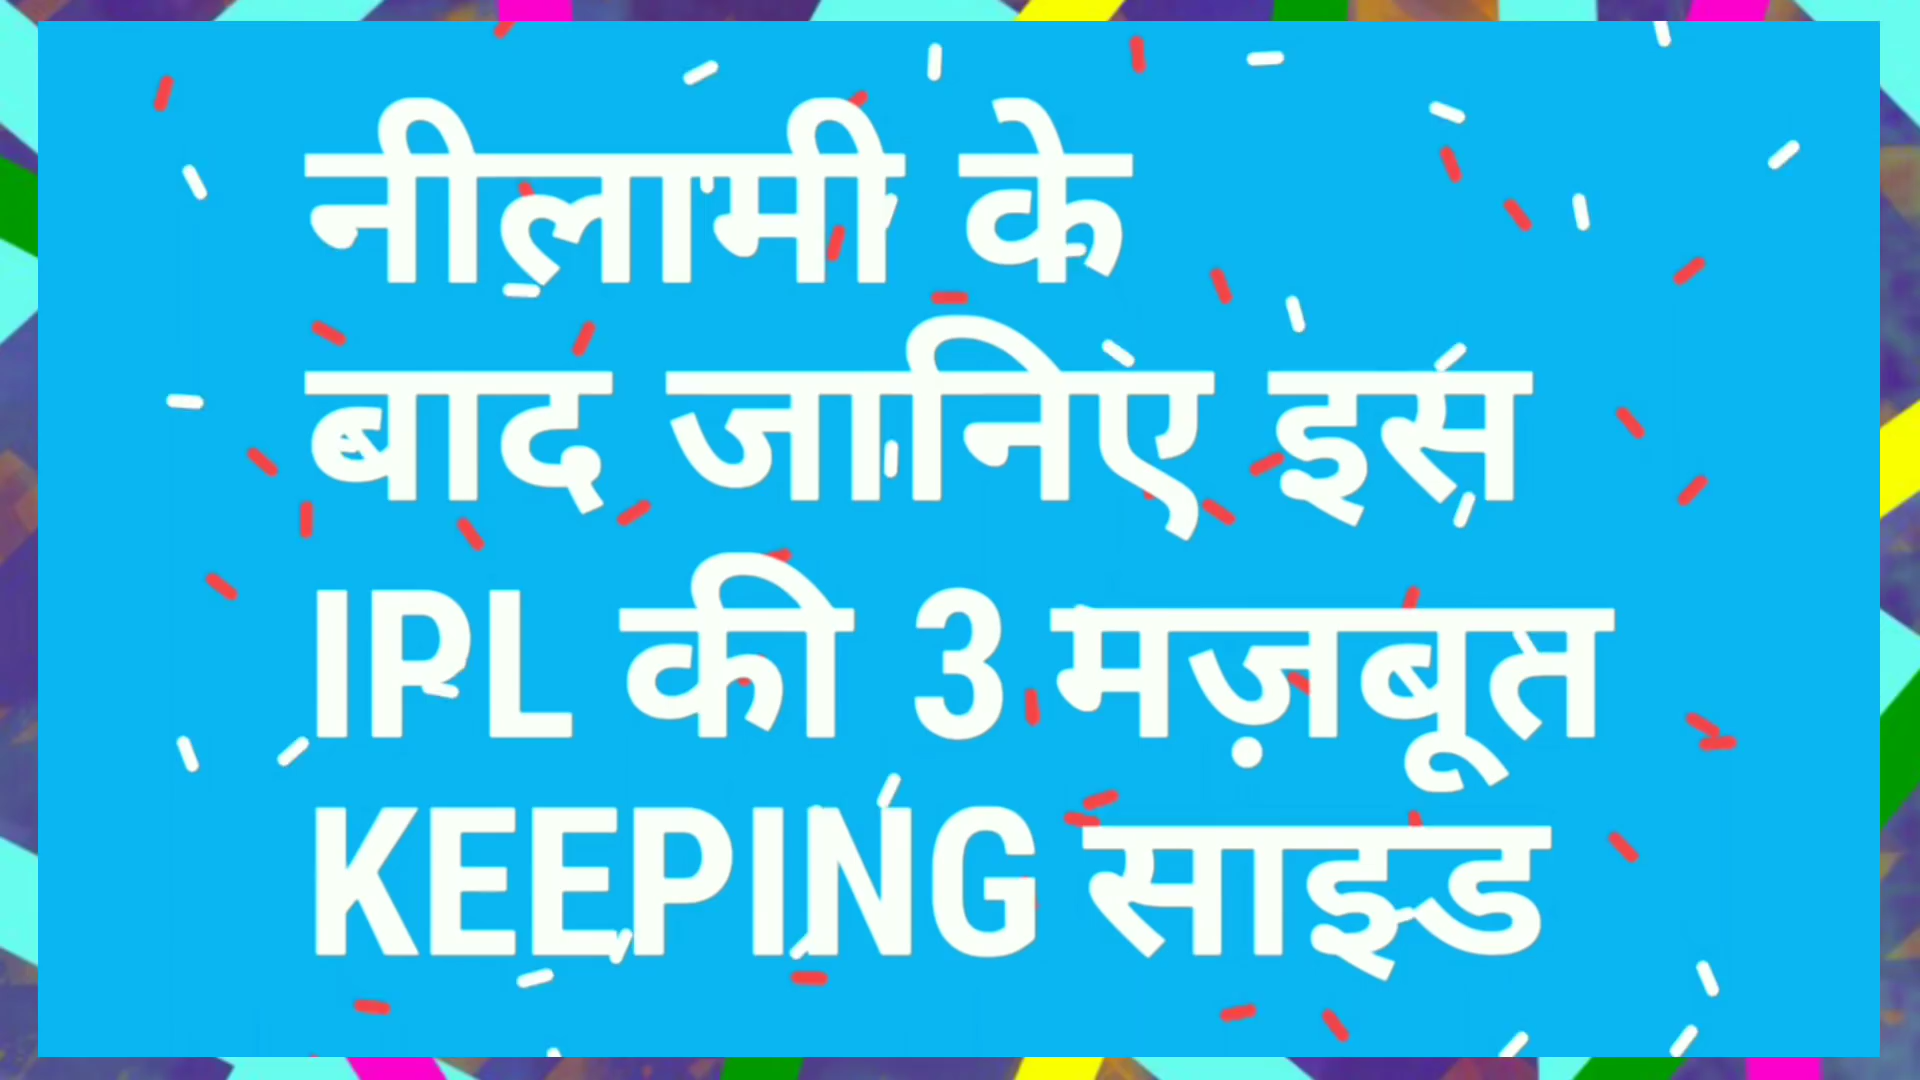 नीलामी के
बाद जानिए इस
IPL की 3 मज़बूत
KEEPING साइड